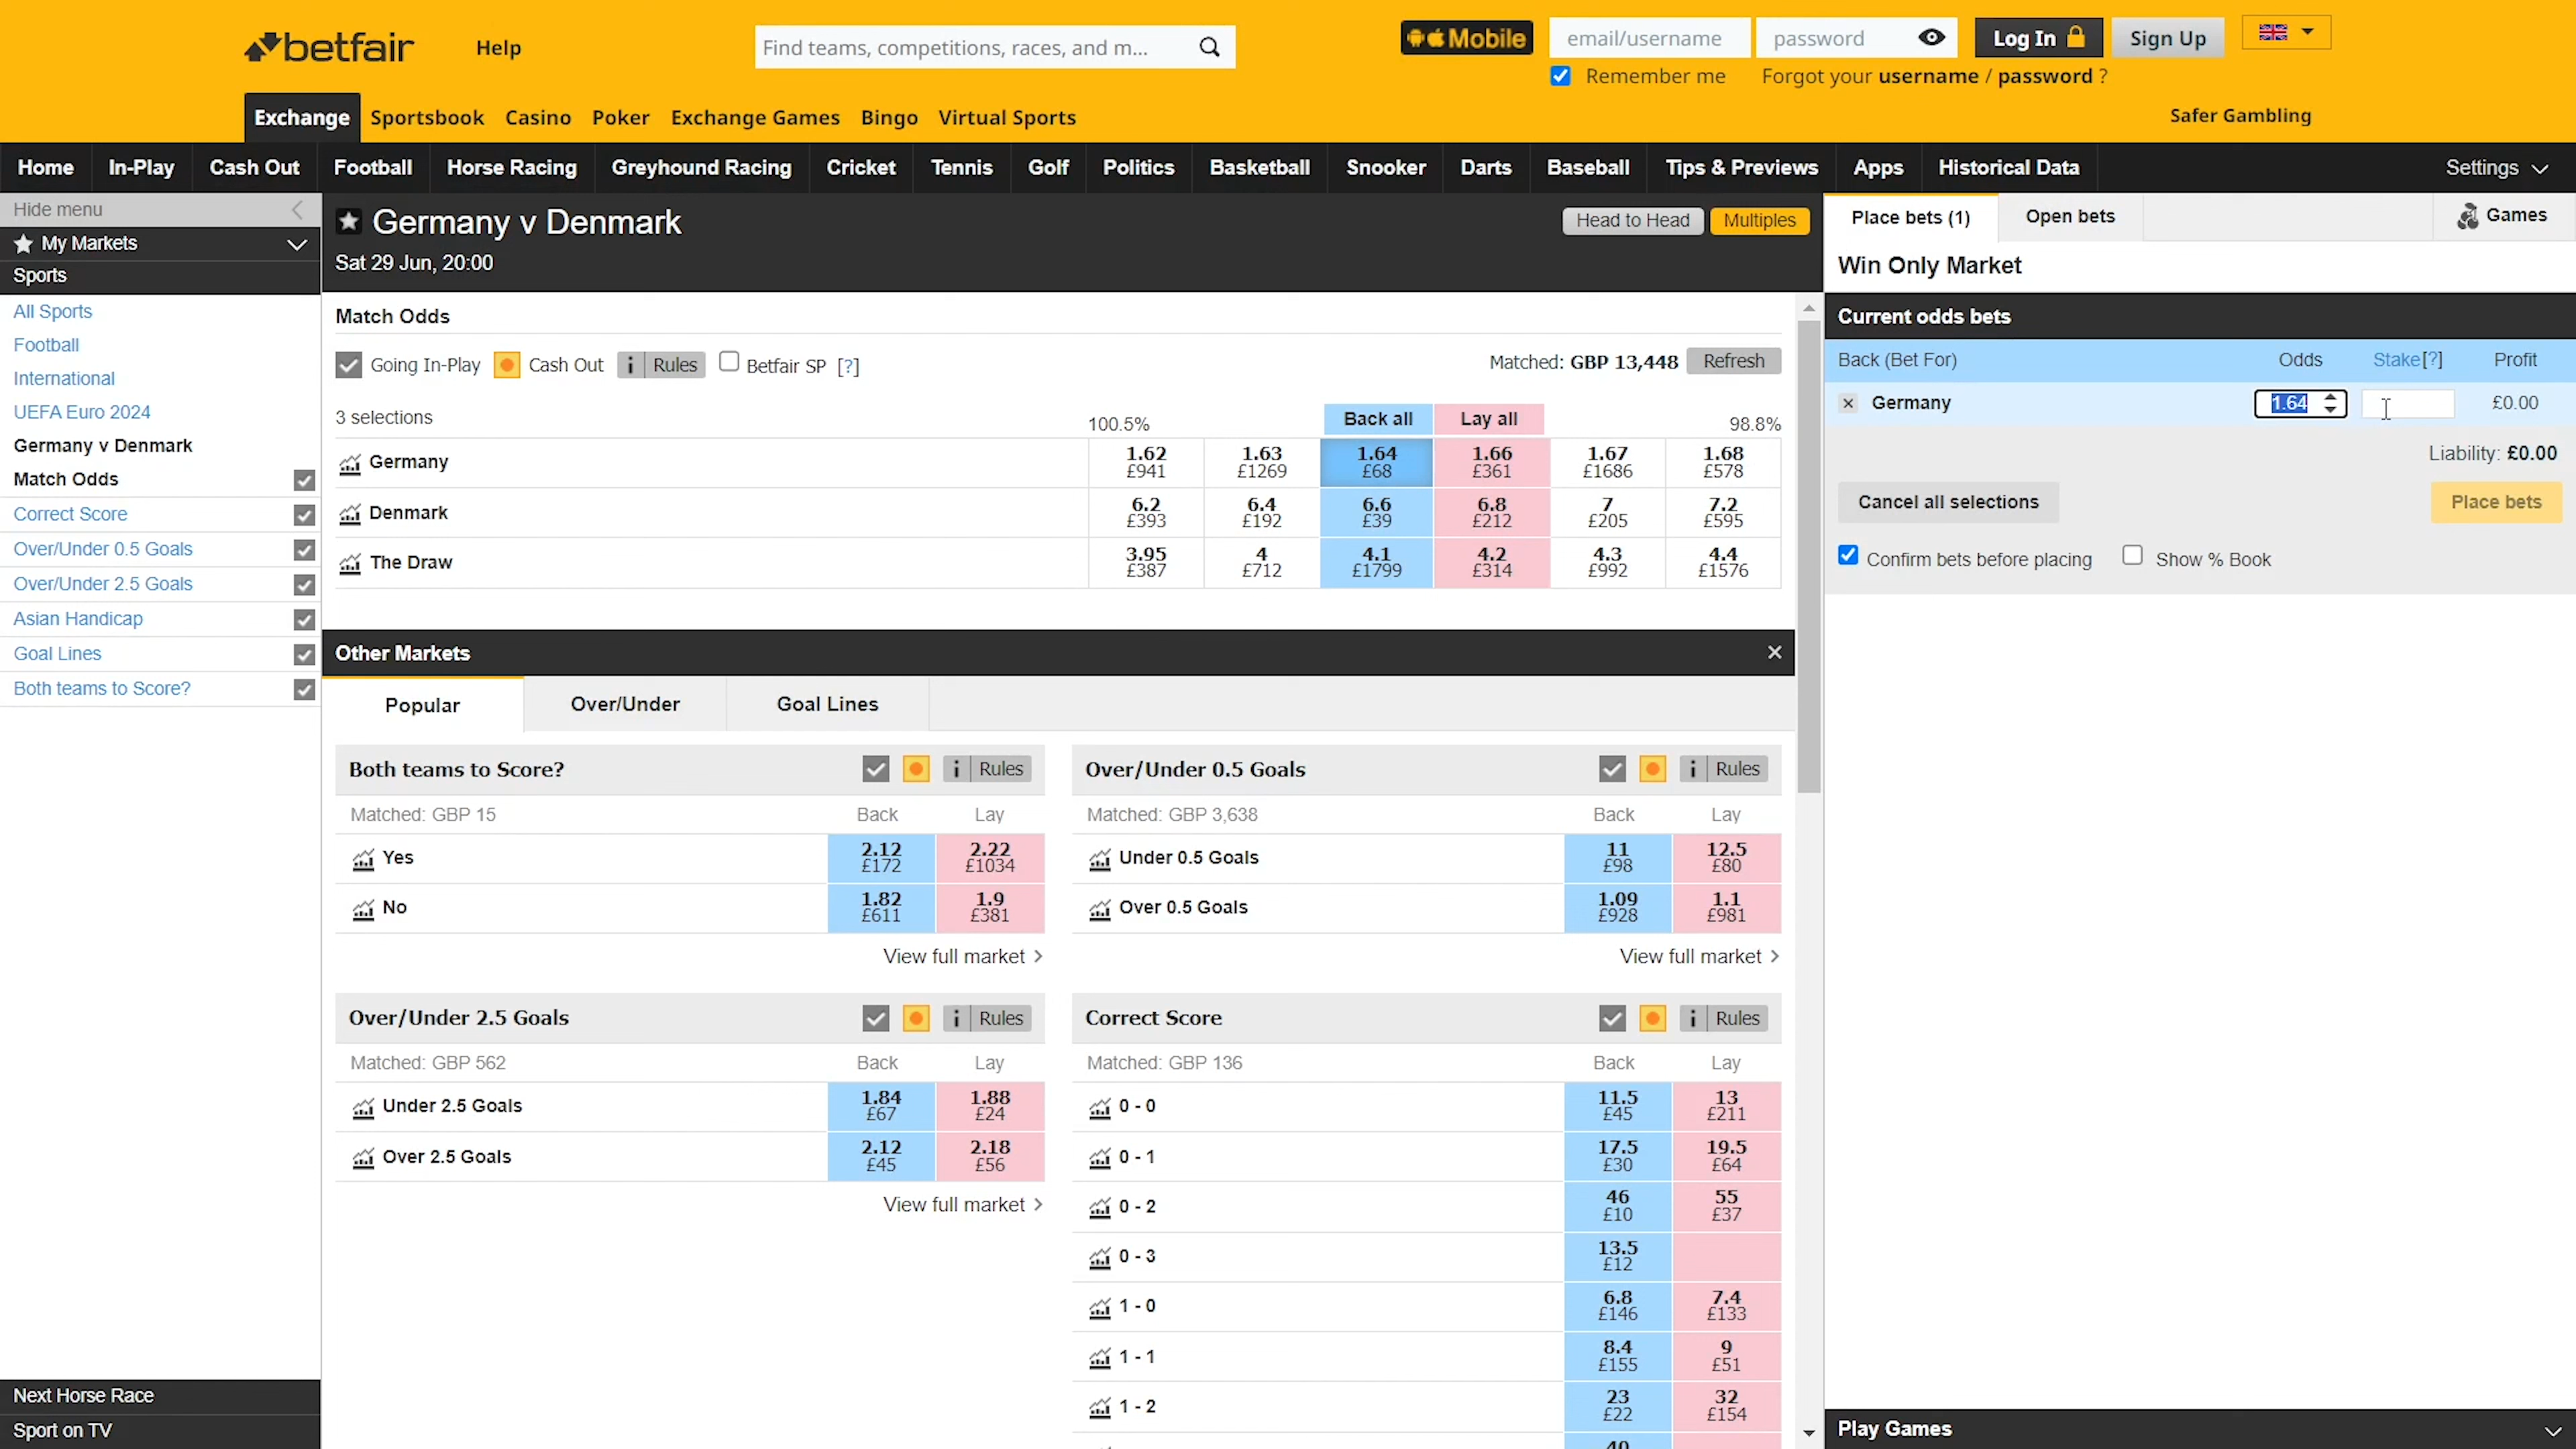 betfair
Help
Find teams, competitions, races, and m...
Mobile
email/username
password
Log In
Sign Up
Remember me
Forgot your username / password ?
Exchange
Sportsbook
Casino
Poker
Exchange Games
Bingo
Virtual Sports
Safer Gambling
Home
In-Play
Cash Out
Football
Horse Racing
Greyhound Racing
Cricket
Tennis
Golf
Politics
Basketball
Snooker
Darts
Baseball
Tips & Previews
Apps
Historical Data
Settings
Hide menu
My Markets
Sports
All Sports
Football
International
UEFA Euro 2024
Germany v Denmark
Match Odds
Correct Score
Over/Under 0.5 Goals
Over/Under 2.5 Goals
Asian Handicap
Goal Lines
Both teams to Score?
Next Horse Race
Sport on TV
Germany v Denmark
Sat 29 Jun, 20:00
Head to Head
Multiples
Match Odds
Going In-Play
Cash Out
i Rules
Betfair SP [?]
Matched: GBP 13,448
Refresh
3 selections
100.5%
Back all
Lay all
98.8%
Germany
1.62 1.63 1.64 1.66 1.67 1.68
£941 £1269 £68 £361 £1686 £578
Denmark
6.2 6.4 6.6 6.8 7 7.2
£393 £192 £39 £212 £205 £595
The Draw
3.95 4 4.1 4.2 4.3 4.4
£387 £712 £1799 £314 £992 £1576
Other Markets
Popular
Over/Under
Goal Lines
Both teams to Score?
i Rules
Matched: GBP 15
Back Lay
Yes
2.12 2.22
£172 £1034
No
1.82 1.9
£611 £381
View full market
Over/Under 0.5 Goals
i Rules
Matched: GBP 3,638
Back Lay
Under 0.5 Goals
11 12.5
£98 £80
Over 0.5 Goals
1.09 1.1
£928 £981
View full market
Over/Under 2.5 Goals
i Rules
Matched: GBP 562
Back Lay
Under 2.5 Goals
1.84 1.88
£67 £24
Over 2.5 Goals
2.12 2.18
£45 £56
View full market
Correct Score
i Rules
Matched: GBP 136
Back Lay
0 - 0
11.5 13
£45 £211
0 - 1
17.5 19.5
£30 £64
0 - 2
46 55
£10 £37
0 - 3
13.5
£12
1 - 0
6.8 7.4
£146 £133
1 - 1
8.4 9
£155 £51
1 - 2
23 32
£22 £154
Place bets (1)
Open bets
Games
Win Only Market
Current odds bets
Back (Bet For)
Odds
Stake[?]
Profit
Germany
1.64
£0.00
Liability: £0.00
Cancel all selections
Place bets
Confirm bets before placing
Show % Book
Play Games